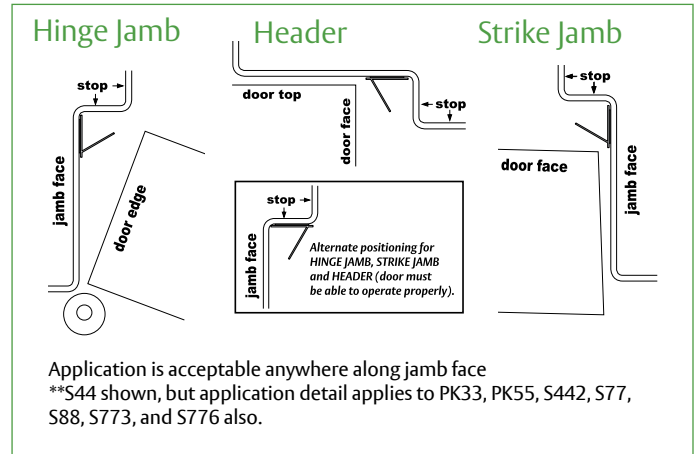 Hinge Jamb
Header
Strike Jamb
stop
jamb face
door edge
door top
door face
stop
stop
door face
jamb face
stop
jamb face
Alternate positioning for
HINGE JAMB, STRIKE JAMB
and HEADER (door must
be able to operate properly).
Application is acceptable anywhere along jamb face
**S44 shown, but application detail applies to PK33, PK55, S442, S77,
S88, S773, and S776 also.